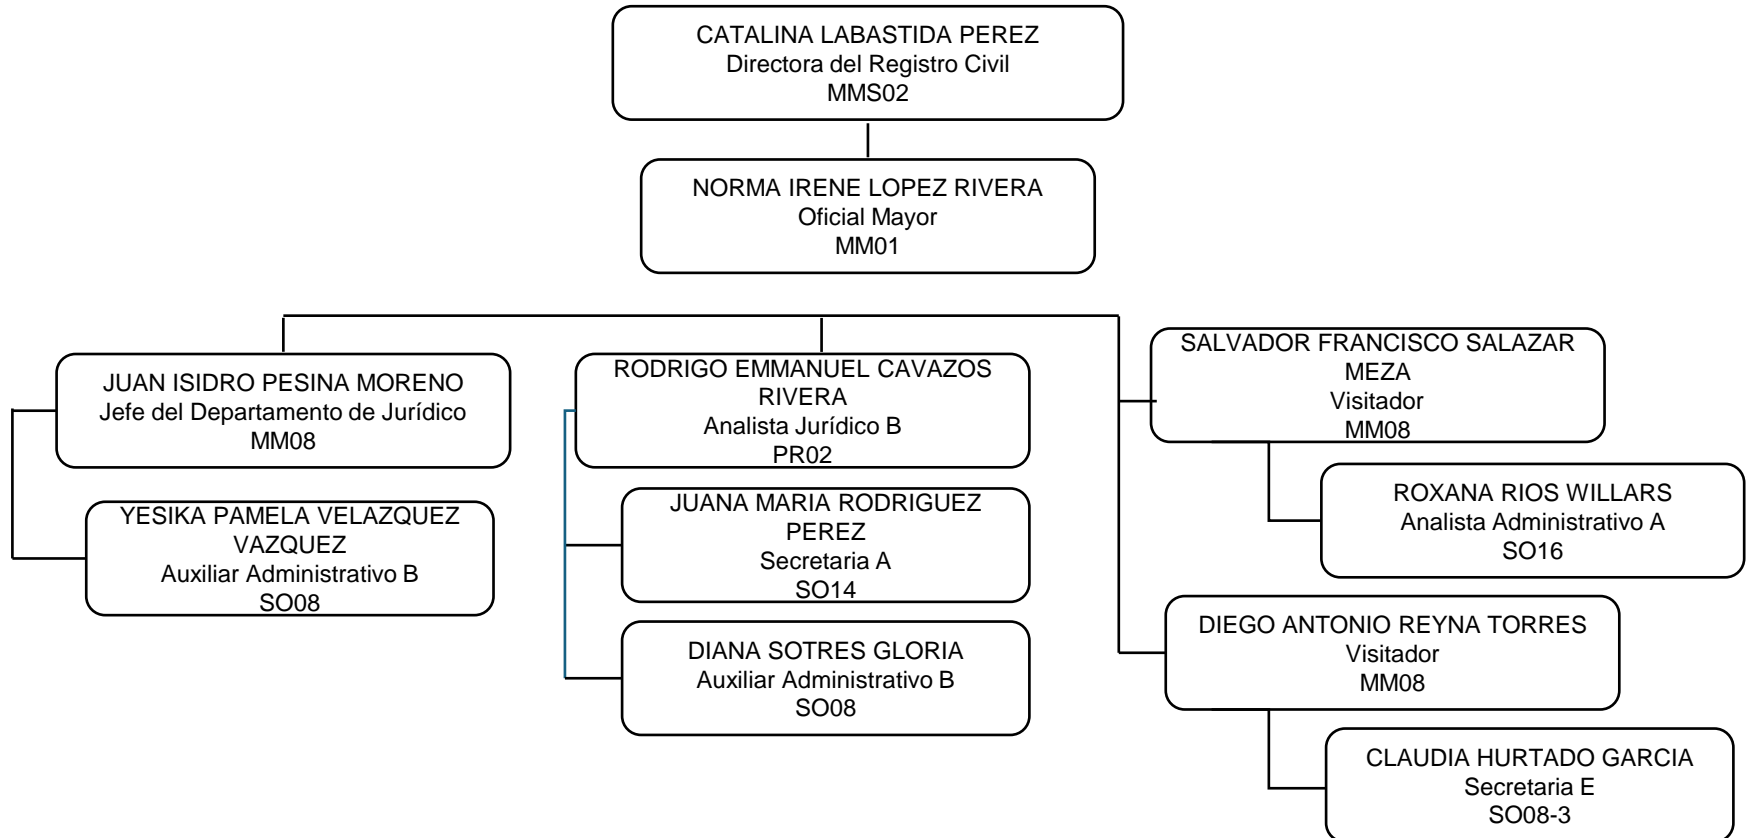 CATALINA LABASTIDA PEREZ
Directora del Registro Civil
MMS02
NORMA IRENE LOPEZ RIVERA
Oficial Mayor
MM01
JUAN ISIDRO PESINA MORENO
Jefe del Departamento de Jurídico
MM08
YESIKA PAMELA VELAZQUEZ
VAZQUEZ
Auxiliar Administrativo B
SO08
RODRIGO EMMANUEL CAVAZOS
RIVERA
Analista Jurídico B
PR02
JUANA MARIA RODRIGUEZ
PEREZ
Secretaria A
SO14
DIANA SOTRES GLORIA
Auxiliar Administrativo B
SO08
SALVADOR FRANCISCO SALAZAR
MEZA
Visitador
MM08
ROXANA RIOS WILLARS
Analista Administrativo A
SO16
DIEGO ANTONIO REYNA TORRES
Visitador
MM08
CLAUDIA HURTADO GARCIA
Secretaria E
SO08-3